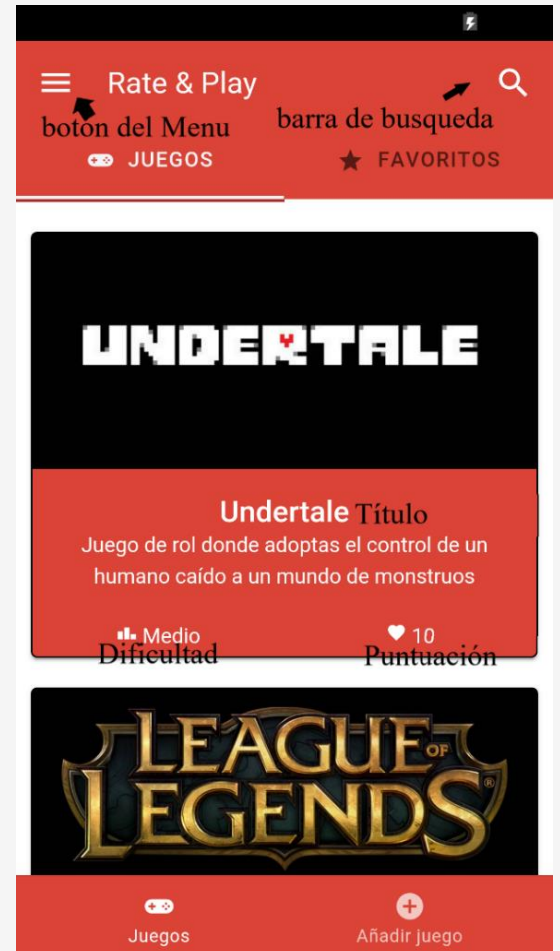 Rate & Play
botón del Menu
barra de busqueda
JUEGOS
FAVORITOS
UNDERTALE
Undertale Título
Juego de rol donde adoptas el control de un
humano caído a un mundo de monstruos
Medio
10
Dificultad
Puntuación
LEAGUE
OF
LEGENDS
Juegos
Añadir juego